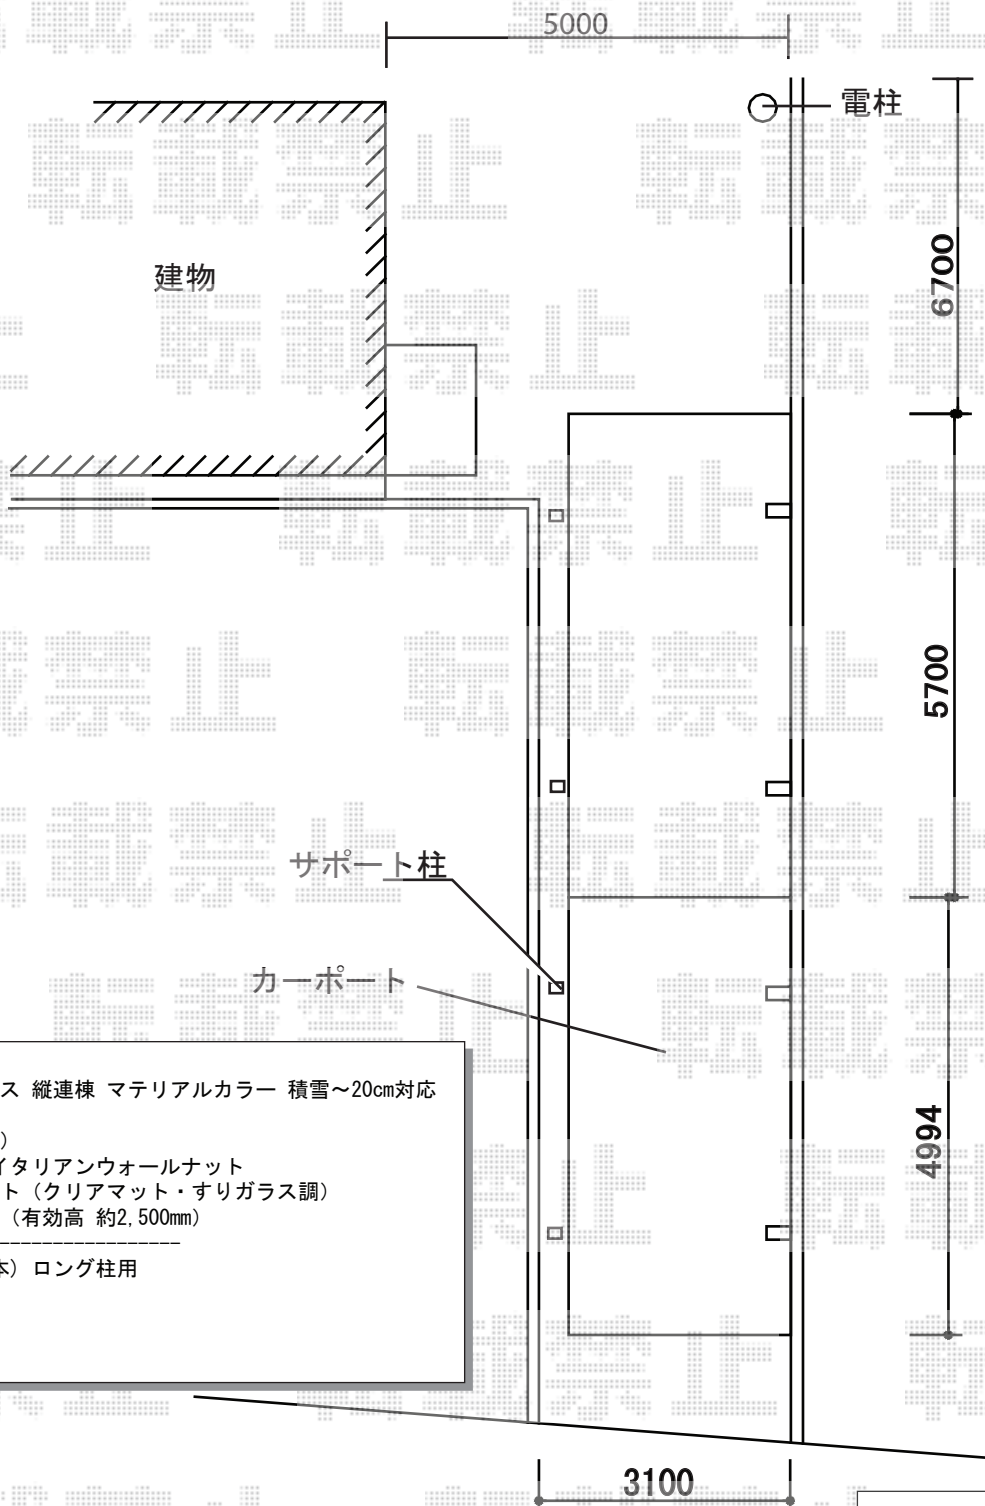 5000
電柱
建物
6700
5700
サポート柱
カーポート
ス 縦連棟 マテリアルカラー 積雪～20cm対応
）
イタリアンウォールナット
ト（クリアマット・すりガラス調）
（有効高 約2,500mm）
-----------------
本）ロング柱用
4994
3100
転載禁止